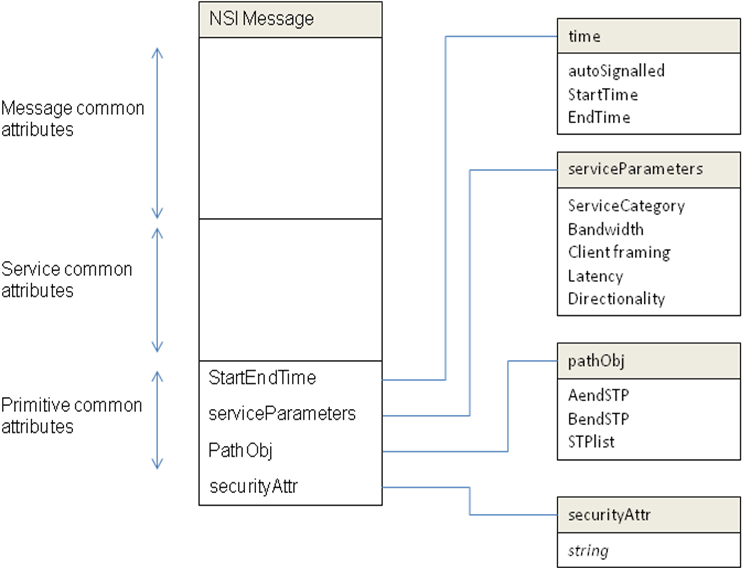 NSI Message
Message common
attributes
Service common
attributes
Primitive common
attributes
StartEndTime
serviceParameters
PathObj
securityAttr
time
autoSignalled
StartTime
EndTime
serviceParameters
ServiceCategory
Bandwidth
Client framing
Latency
Directionality
pathObj
AendSTP
BendSTP
STPlist
securityAttr
string